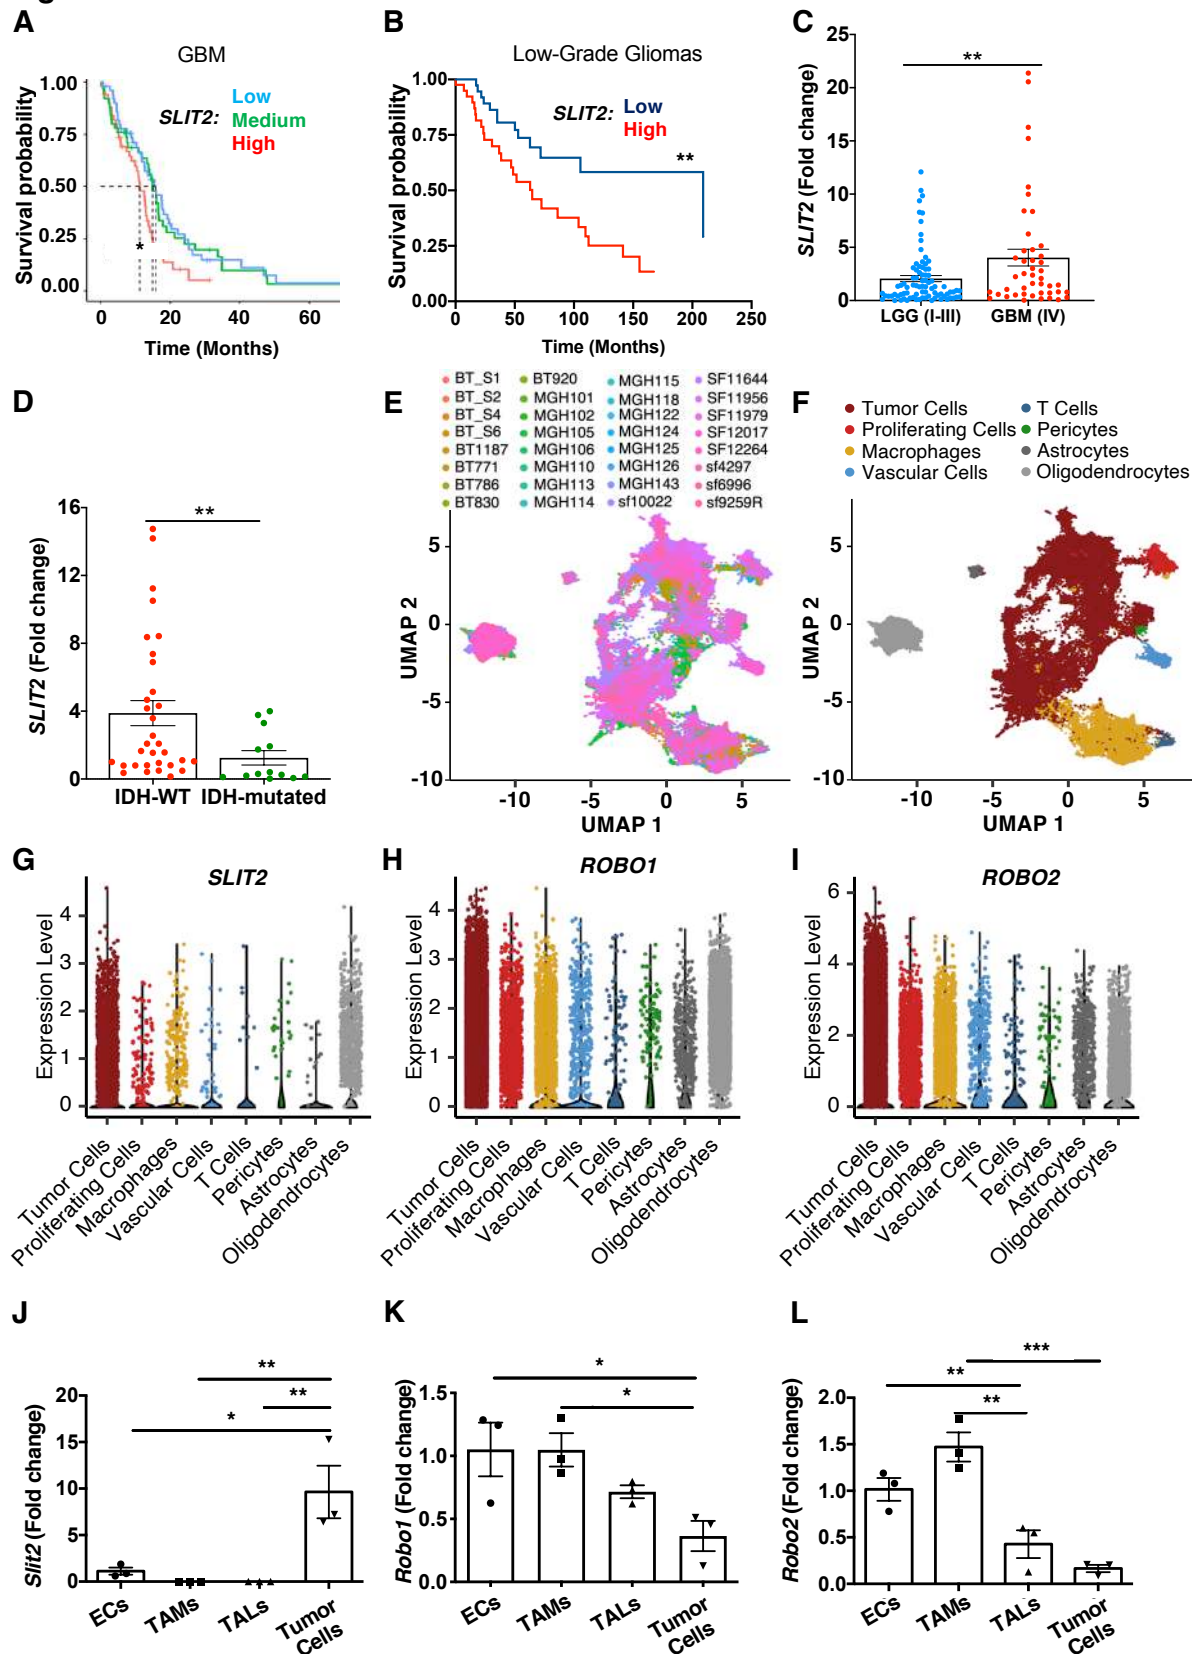 A
GBM
Survival probability
1.00
0.75
0.50
0.25
0.00
SLIT2:
Low
Medium
High
*
0
20
40
60
Time (Months)
B
Low-Grade Gliomas
Survival probability
1.00
0.75
0.50
0.25
0.00
SLIT2:
Low
High
**
0
50
100
150
200
250
Time (Months)
C
SLIT2 (Fold change)
25
20
15
10
5
0
**
LGG (I-III)
GBM (IV)
D
SLIT2 (Fold change)
16
12
8
4
0
**
IDH-WT
IDH-mutated
E
BT_S1
BT_S2
BT_S4
BT_S6
BT1187
BT771
BT786
BT830
BT920
MGH101
MGH102
MGH105
MGH106
MGH110
MGH113
MGH114
MGH115
MGH118
MGH122
MGH124
MGH125
MGH126
MGH143
sf10022
SF11644
SF11956
SF11979
SF12017
SF12264
sf4297
sf6996
sf9259R
UMAP 2
5
0
-5
-10
-10
-5
0
5
UMAP 1
F
Tumor Cells
Proliferating Cells
Macrophages
Vascular Cells
T Cells
Pericytes
Astrocytes
Oligodendrocytes
UMAP 2
5
0
-5
-10
-10
-5
0
5
UMAP 1
G
SLIT2
Expression Level
4
3
2
1
0
Tumor Cells
Proliferating Cells
Macrophages
Vascular Cells
T Cells
Pericytes
Astrocytes
Oligodendrocytes
H
ROBO1
Expression Level
4
3
2
1
0
Tumor Cells
Proliferating Cells
Macrophages
Vascular Cells
T Cells
Pericytes
Astrocytes
Oligodendrocytes
I
ROBO2
Expression Level
6
4
2
0
Tumor Cells
Proliferating Cells
Macrophages
Vascular Cells
T Cells
Pericytes
Astrocytes
Oligodendrocytes
J
Slit2 (Fold change)
20
15
10
5
0
**
**
*
ECs
TAMs
TALs
Tumor
Cells
K
Robo1 (Fold change)
1.5
1.0
0.5
0.0
*
*
ECs
TAMs
TALs
Tumor
Cells
L
Robo2 (Fold change)
2.0
1.5
1.0
0.5
0.0
***
**
**
ECs
TAMs
TALs
Tumor
Cells